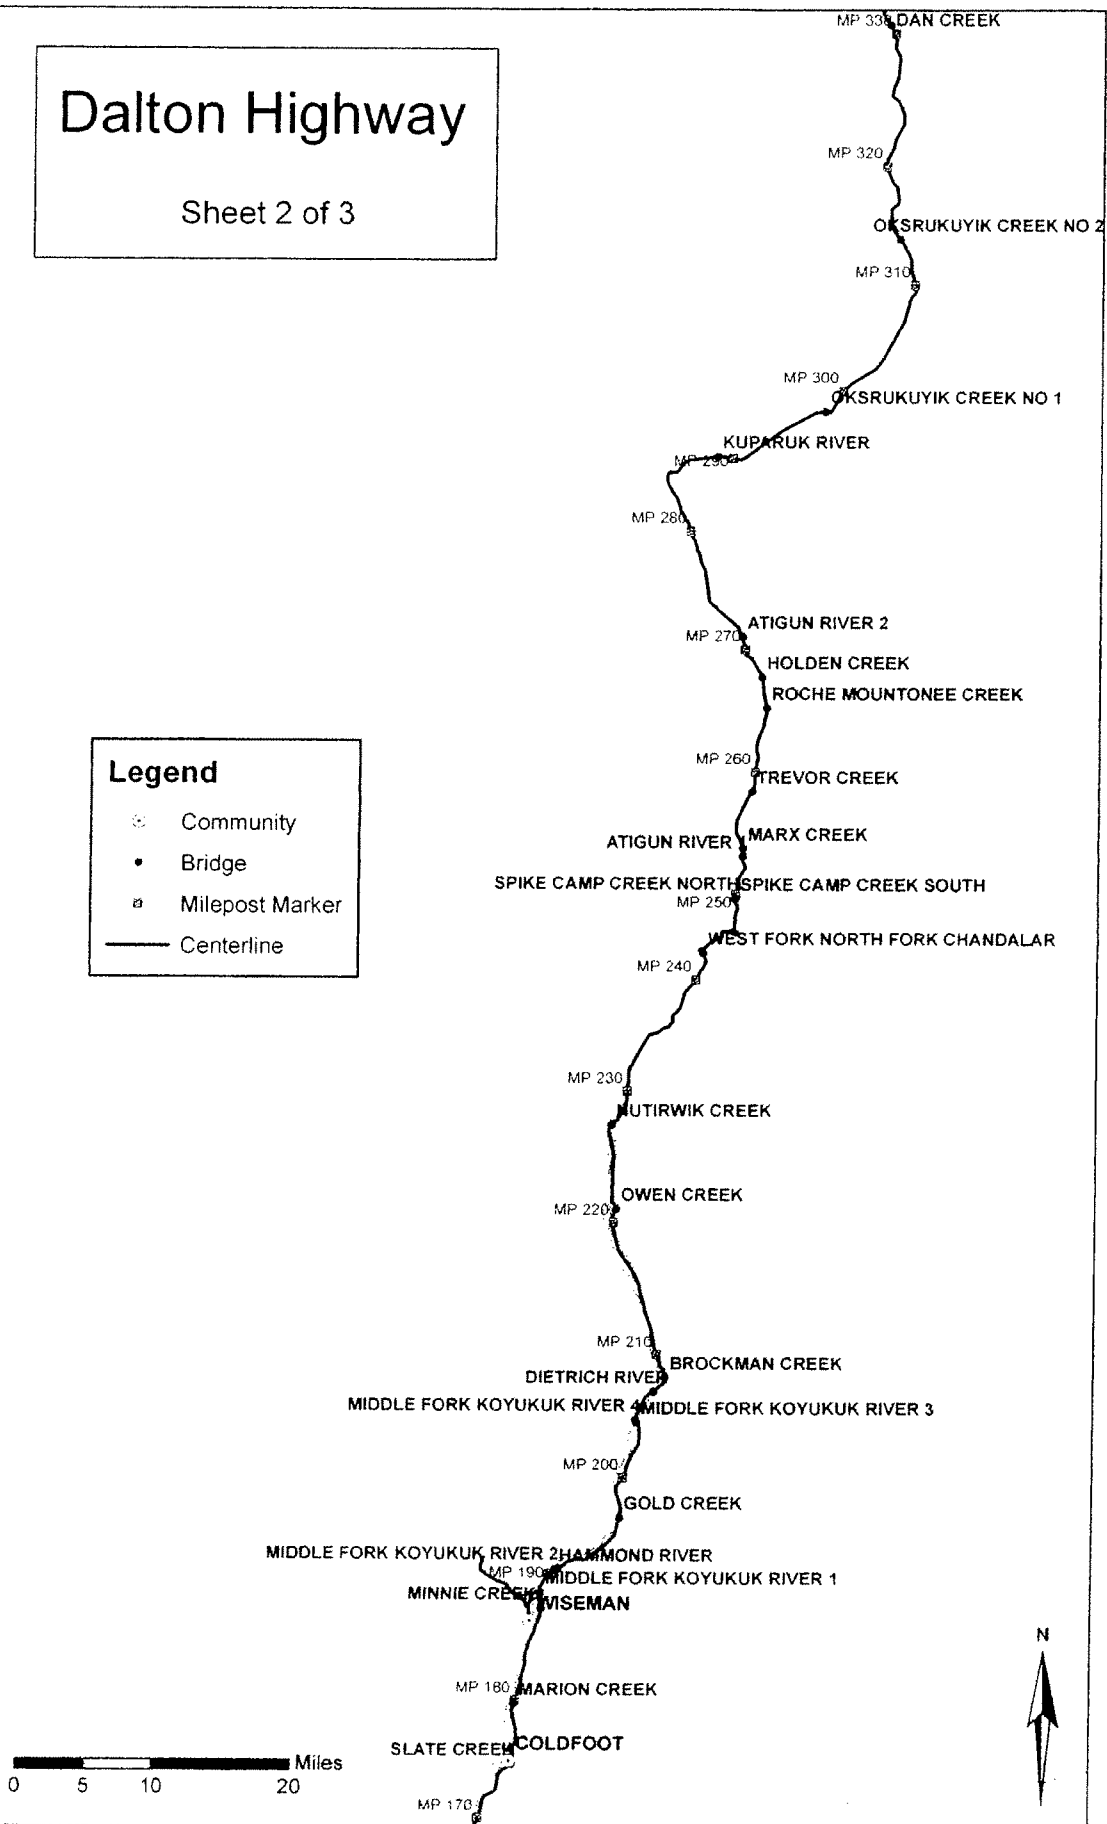 Dalton Highway
Sheet 2 of 3
MP 330
DAN CREEK
MP 320
OKSRUKUYIK CREEK NO 2
MP 310
MP 300
OKSRUKUYIK CREEK NO 1
KUPARUK RIVER
MP 290
MP 280
ATIGUN RIVER 2
MP 270
HOLDEN CREEK
ROCHE MOUNTONEE CREEK
MP 260
TREVOR CREEK
ATIGUN RIVER
MARX CREEK
SPIKE CAMP CREEK NORTH
SPIKE CAMP CREEK SOUTH
MP 250
WEST FORK NORTH FORK CHANDALAR
MP 240
Legend
Community
Bridge
Milepost Marker
Centerline
MP 230
NUTIRWIK CREEK
OWEN CREEK
MP 220
MP 210
BROCKMAN CREEK
DIETRICH RIVER
MIDDLE FORK KOYUKUK RIVER 4
MIDDLE FORK KOYUKUK RIVER 3
MP 200
GOLD CREEK
MIDDLE FORK KOYUKUK RIVER 2
HAMMOND RIVER
MP 190
MIDDLE FORK KOYUKUK RIVER 1
MINNIE CREEK
WISEMAN
MP 180
MARION CREEK
SLATE CREEK
COLDFOOT
MP 170
N
Miles
0 5 10 20